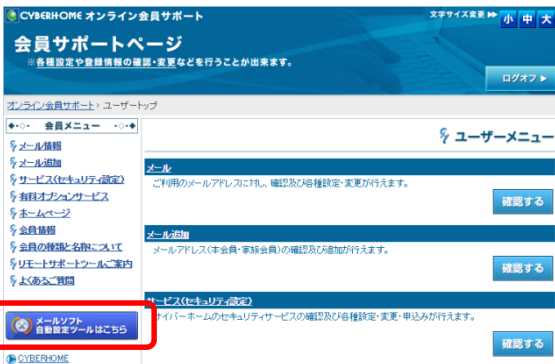 CYBERHOME オンライン会員サポート
文字サイズ変更 小 中 大
会員サポートページ
※各種設定や登録情報の確認・変更などを行うことが出来ます。
ログオフ
オンライン会員サポート > ユーザートップ
会員メニュー
メール情報
メール追加
サービス(セキュリティ設定)
有料オプションサービス
ホームページ
会員情報
会員の種類と名称について
リモートサポートツールご案内
よくあるご質問
メールソフト
自動設定ツールはこちら
CYBERHOME
ユーザーメニュー
メール
ご利用のメールアドレスに対し、確認及び各種設定・変更が行えます。
確認する
メール追加
メールアドレス(本会員・家族会員)の確認及び追加が行えます。
確認する
サービス(セキュリティ設定)
サイバーホームのセキュリティサービスの確認及び各種設定・変更・申込みが行えます。
確認する